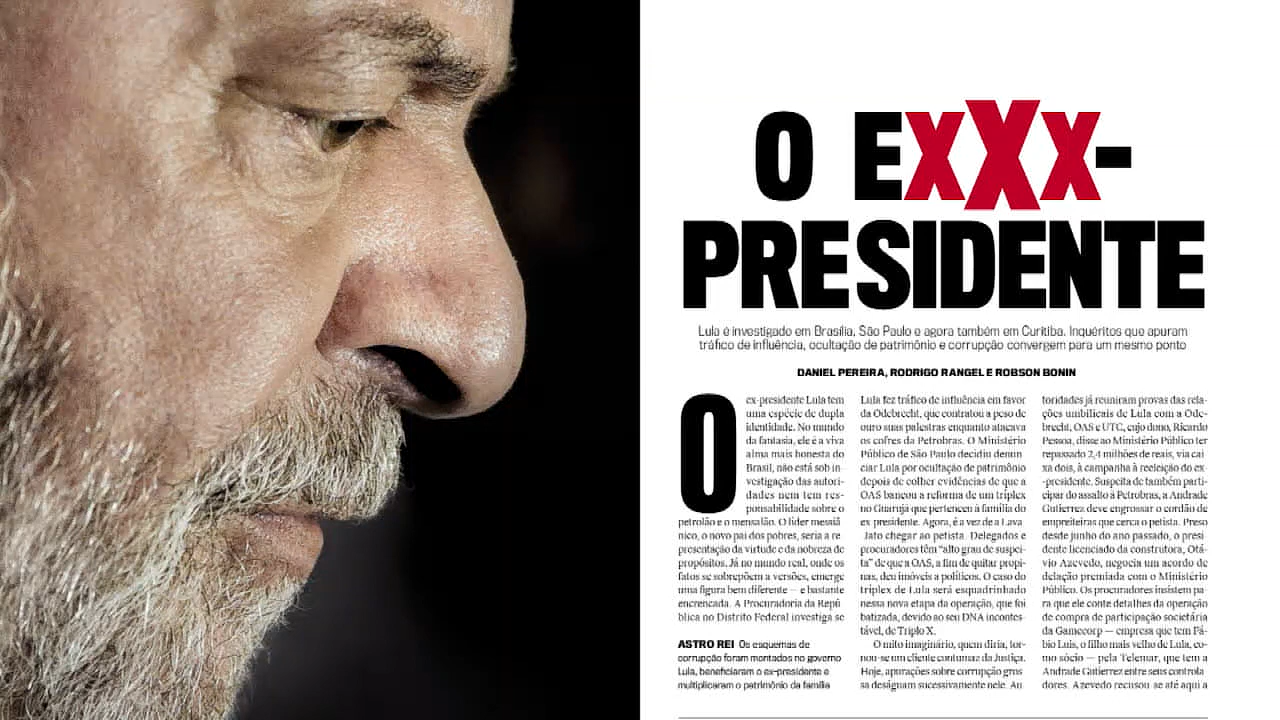 O EXXX-
PRESIDENTE
Lula é investigado em Brasília, São Paulo e agora também em Curitiba. Inquéritos que apuram
tráfico de influência, ocultação de patrimônio e corrupção convergem para um mesmo ponto
DANIEL PEREIRA, RODRIGO RANGEL E ROBSON BONIN
O ex-presidente Lula tem
uma espécie de dupla
identidade. No mundo
da fantasia, ele é a viva
alma mais honesta do
Brasil, não está sob in-
vestigação das autori-
dades nem tem res-
ponsabilidade sobre o
petrolão e o mensalão. O líder messiâ-
nico, o novo pai dos pobres, seria a re-
presentação da virtude e da nobreza de
propósitos. Já no mundo real, onde os
fatos se sobrepõem a versões, emerge
uma figura bem diferente — e bastante
encrencada. A Procuradoria da Repú-
blica no Distrito Federal investiga se
ASTRO REI Os esquemas de
corrupção foram montados no governo
Lula, beneficiaram o ex-presidente e
multiplicaram o patrimônio da família
Lula fez tráfico de influência em favor
da Odebrecht, que contratou a peso de
ouro suas palestras enquanto atacava
os cofres da Petrobras. O Ministério
Público de São Paulo decidiu denun-
ciar Lula por ocultação de patrimônio
depois de colher evidências de que a
OAS bancou a reforma de um tríplex
no Guarujá que pertenceu à família do
ex-presidente. Agora, é a vez de a Lava-
Jato chegar ao petista. Delegados e
procuradores têm “alto grau de suspei-
ta” de que a OAS, a fim de quitar propi-
nas, deu imóveis a políticos. O caso do
tríplex de Lula será esquadrinhado
nessa nova etapa da operação, que foi
batizada, devido ao seu DNA incontes-
tável, de Triplo X.
O mito imaginário, quem diria, tor-
nou-se um cliente contumaz da Justiça.
Hoje, apurações sobre corrupção gros-
sa deságuam sucessivamente nele. Au-
toridades já reuniram provas das rela-
ções umbilicais de Lula com a Ode-
brecht, OAS e UTC, cujo dono, Ricardo
Pessoa, disse ao Ministério Público ter
repassado 2,4 milhões de reais, via cai-
xa dois, à campanha à reeleição do ex-
-presidente. Suspeita de também parti-
cipar do assalto à Petrobras, a Andrade
Gutierrez deve engrossar o cordão de
empreiteiras que cerca o petista. Preso
desde junho do ano passado, o presi-
dente licenciado da construtora, Otá-
vio Azevedo, negocia um acordo de
delação premiada com o Ministério
Público. Os procuradores insistem pa-
ra que ele conte detalhes da operação
de compra de participação societária
da Gamecorp — empresa que tem Fá-
bio Luís, o filho mais velho de Lula, co-
mo sócio — pela Telemar, que tem a
Andrade Gutierrez entre seus controla-
dores. Azevedo recusou-se até aqui a